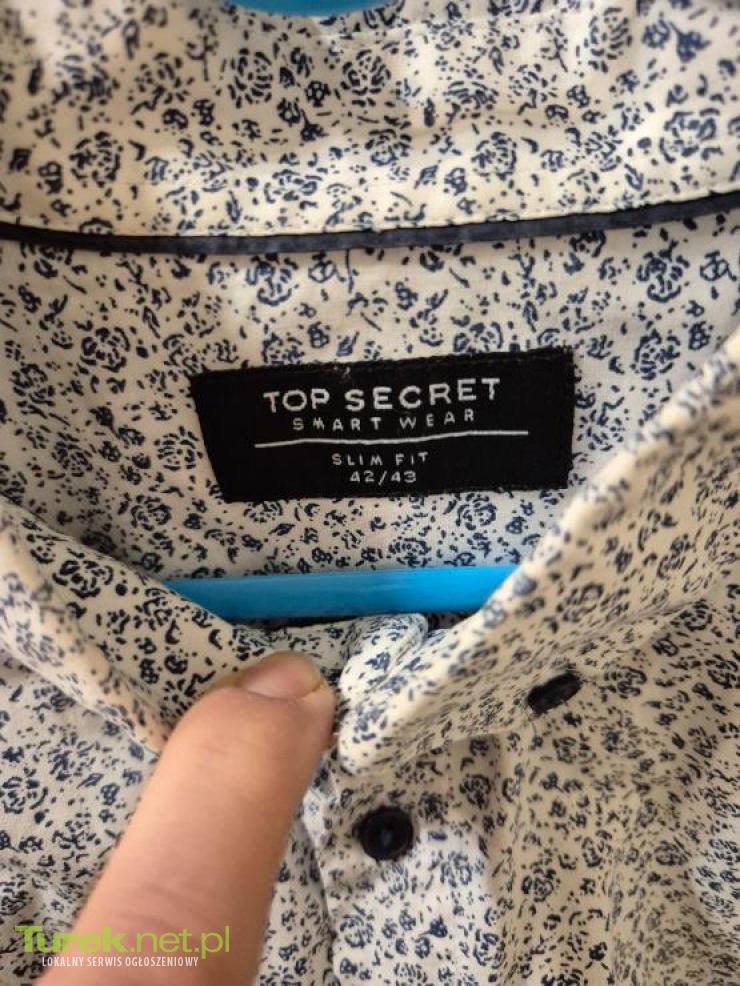 TOP SECRET
SMART WEAR
SLIM FIT
42/43
Turek.net.pl
LOKALNY SERWIS OGŁOSZENIOWY